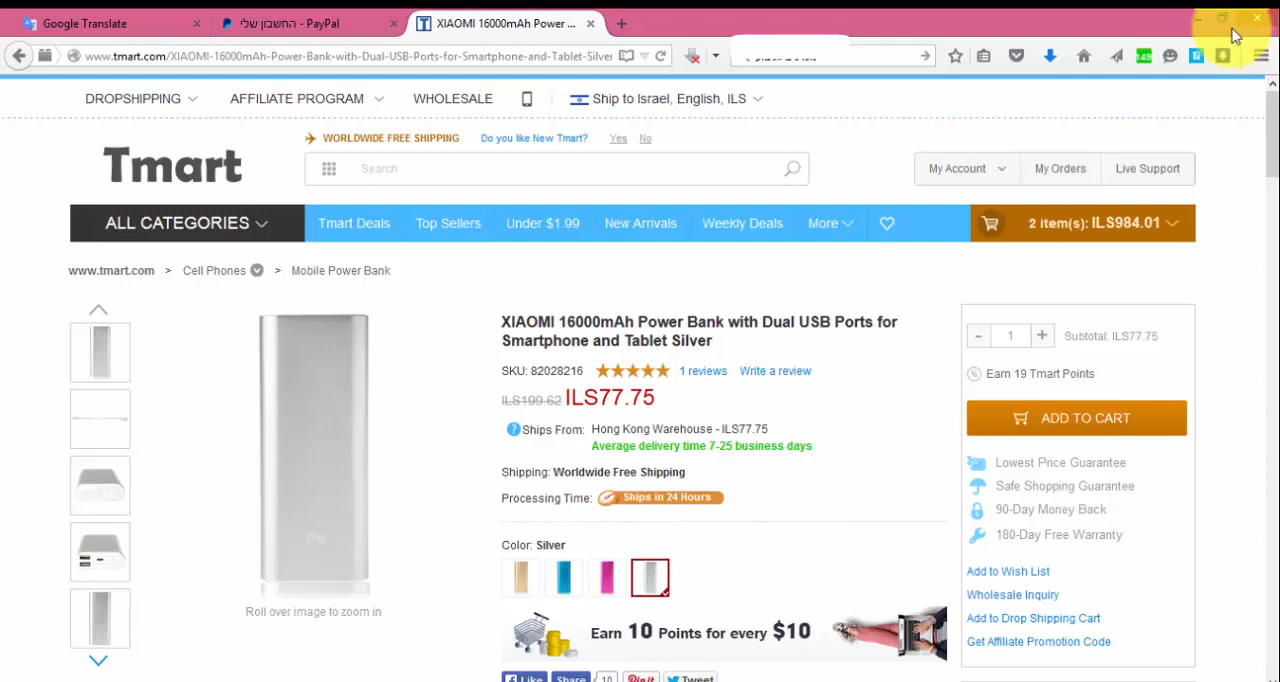 Google Translate
החשבון שלי - PayPal
XIAOMI 16000mAh Power ...
www.tmart.com/XIAOMI-16000mAh-Power-Bank-with-Dual-USB-Ports-for-Smartphone-and-Tablet-Silver
149
DROPSHIPPING
AFFILIATE PROGRAM
WHOLESALE
Ship to Israel, English, ILS
WORLDWIDE FREE SHIPPING
Do you like New Tmart?
Yes
No
Tmart
Search
My Account
My Orders
Live Support
ALL CATEGORIES
Tmart Deals
Top Sellers
Under $1.99
New Arrivals
Weekly Deals
More
2 item(s): ILS984.01
www.tmart.com > Cell Phones > Mobile Power Bank
XIAOMI 16000mAh Power Bank with Dual USB Ports for
Smartphone and Tablet Silver
SKU: 82028216
1 reviews
Write a review
ILS199.62 ILS77.75
Ships From: Hong Kong Warehouse - ILS77.75
Average delivery time 7-25 business days
Shipping: Worldwide Free Shipping
Processing Time: Ships in 24 Hours
Color: Silver
Earn 10 Points for every $10
Like
Share
10
Pin it
Tweet
Roll over image to zoom in
- 1 + Subtotal: ILS77.75
Earn 19 Tmart Points
ADD TO CART
Lowest Price Guarantee
Safe Shopping Guarantee
90-Day Money Back
180-Day Free Warranty
Add to Wish List
Wholesale Inquiry
Add to Drop Shipping Cart
Get Affiliate Promotion Code